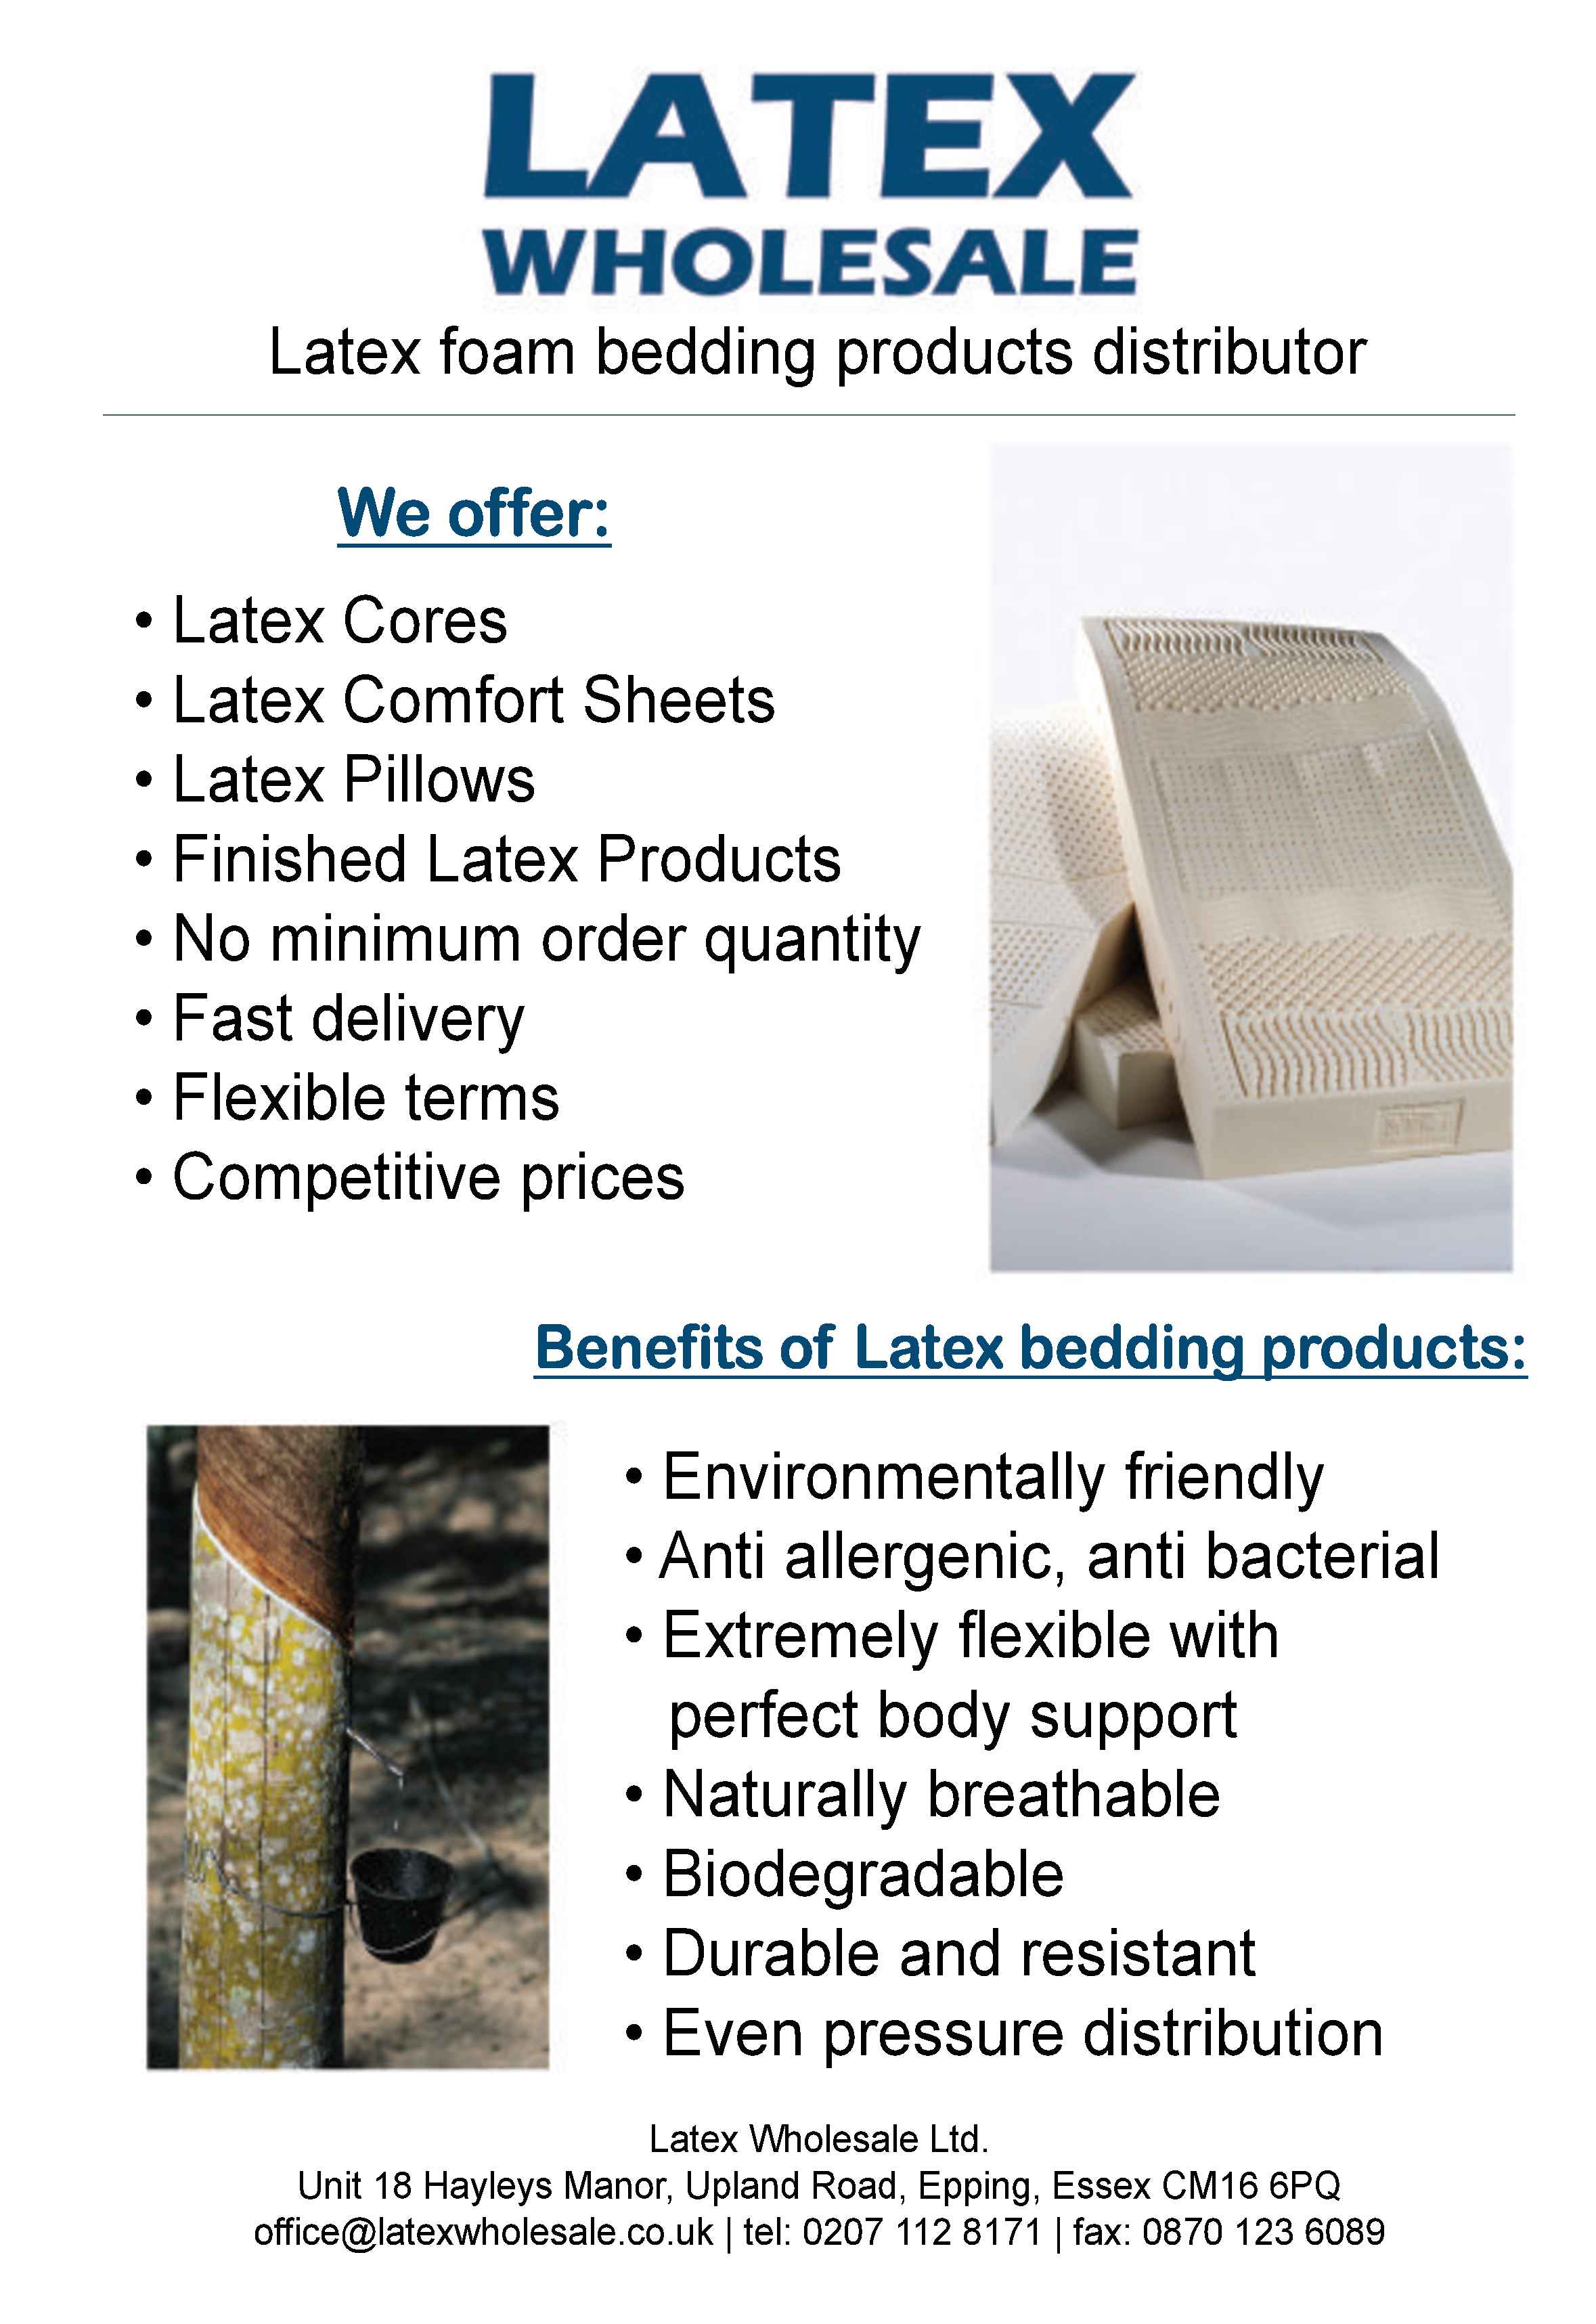 LATEX
WHOLESALE
Latex foam bedding products distributor
We offer:
• Latex Cores
• Latex Comfort Sheets
• Latex Pillows
• Finished Latex Products
• No minimum order quantity
• Fast delivery
• Flexible terms
• Competitive prices
Benefits of Latex bedding products:
• Environmentally friendly
• Anti allergenic, anti bacterial
• Extremely flexible with
perfect body support
• Naturally breathable
• Biodegradable
• Durable and resistant
• Even pressure distribution
Latex Wholesale Ltd.
Unit 18 Hayleys Manor, Upland Road, Epping, Essex CM16 6PQ
office@latexwholesale.co.uk | tel: 0207 112 8171 | fax: 0870 123 6089